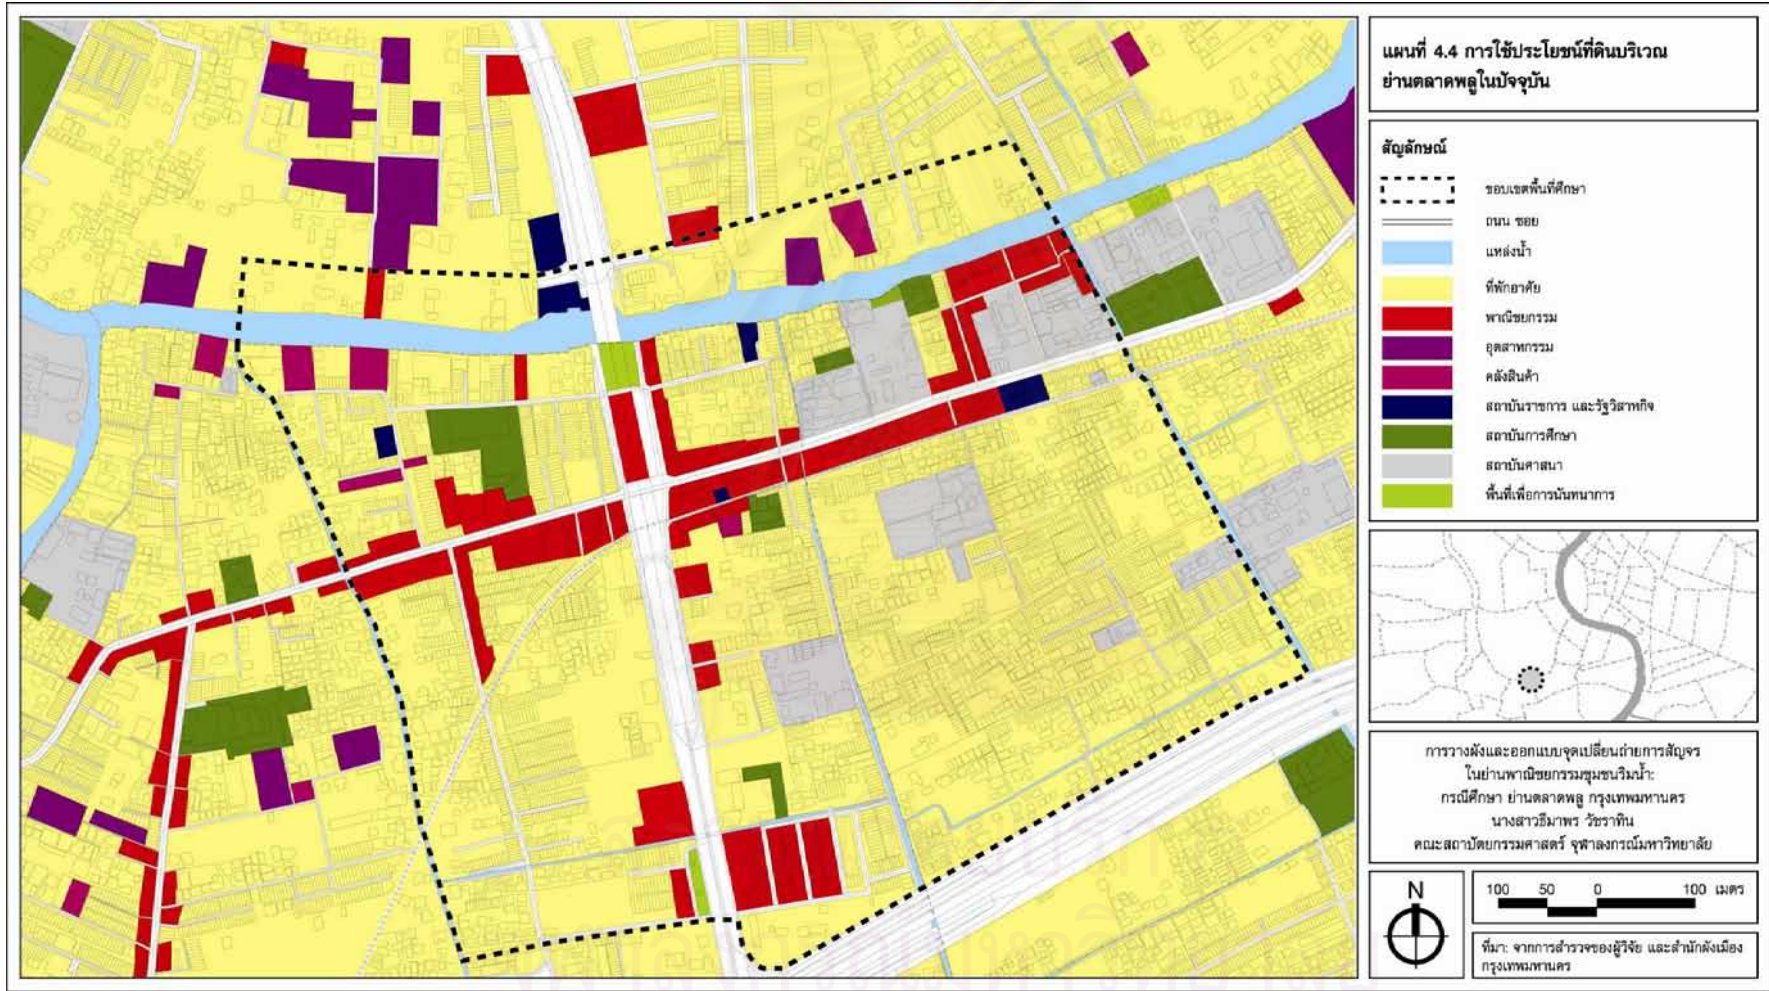 แผนที่ 4.4 การใช้ประโยชน์ที่ดินบริเวณ
ย่านตลาดพลูในปัจจุบัน
สัญลักษณ์
ขอบเขตพื้นที่ศึกษา
ถนน ซอย
แหล่งน้ำ
ที่พักอาศัย
พาณิชยกรรม
อุตสาหกรรม
คลังสินค้า
สถาบันราชการ และรัฐวิสาหกิจ
สถาบันการศึกษา
สถาบันศาสนา
พื้นที่เพื่อการนันทนาการ
การวางผังและออกแบบจุดเปลี่ยนถ่ายการสัญจร
ในย่านพาณิชยกรรมชุมชนริมน้ำ:
กรณีศึกษา ย่านตลาดพลู กรุงเทพมหานคร
นางสาวธีมาพร วัชราทิน
คณะสถาปัตยกรรมศาสตร์ จุฬาลงกรณ์มหาวิทยาลัย
N
100 50 0 100 เมตร
ที่มา: จากการสำรวจของผู้วิจัย และสำนักผังเมือง
กรุงเทพมหานคร